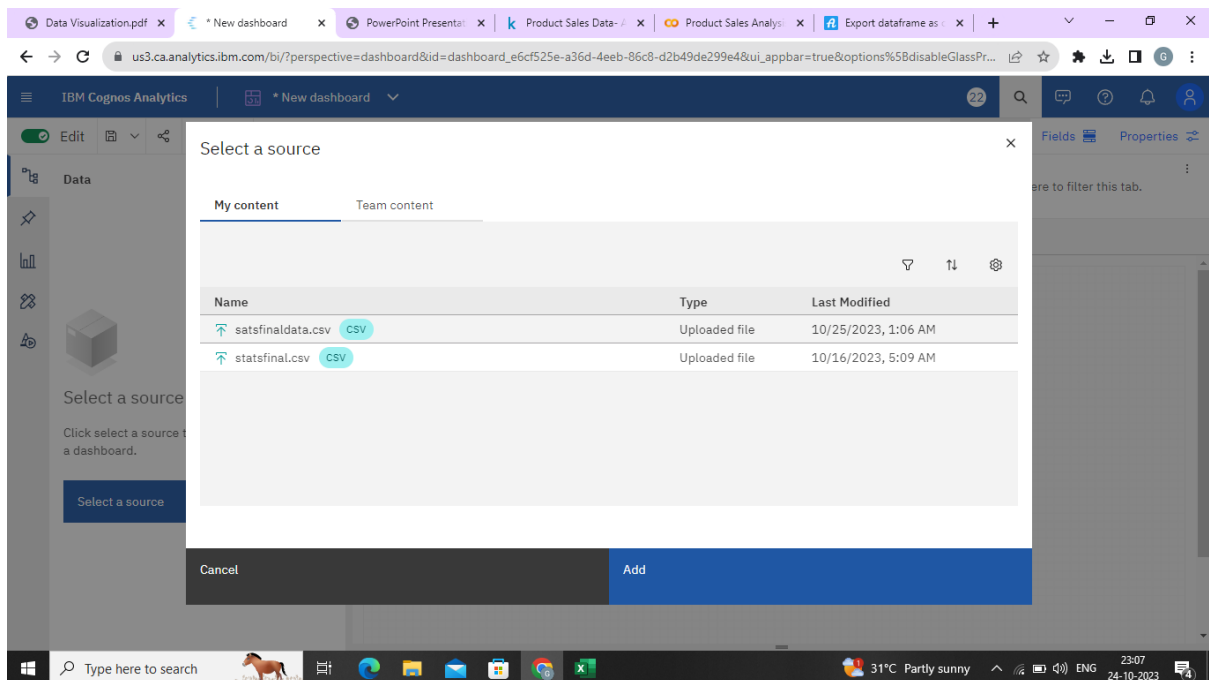 Data Visualization.pdf * New dashboard PowerPoint Presentat Product Sales Data- A Product Sales Analysi Export dataframe as
us3.ca.analytics.ibm.com/bi/?perspective=dashboard&id=dashboard_e6cf525e-a36d-4eeb-86c8-d2b49de299e4&ui_appbar=true&options%5BdisableGlassPr... G
IBM Cognos Analytics * New dashboard 22
Edit Fields Properties
Select a source
Data
ere to filter this tab.
My content Team content
Name Type Last Modified
satsfinaldata.csv CSV Uploaded file 10/25/2023, 1:06 AM
statsfinal.csv CSV Uploaded file 10/16/2023, 5:09 AM
Select a source
Click select a source t
a dashboard.
Select a source
Cancel Add
Type here to search 31°C Partly sunny ENG 23:07
24-10-2023 4